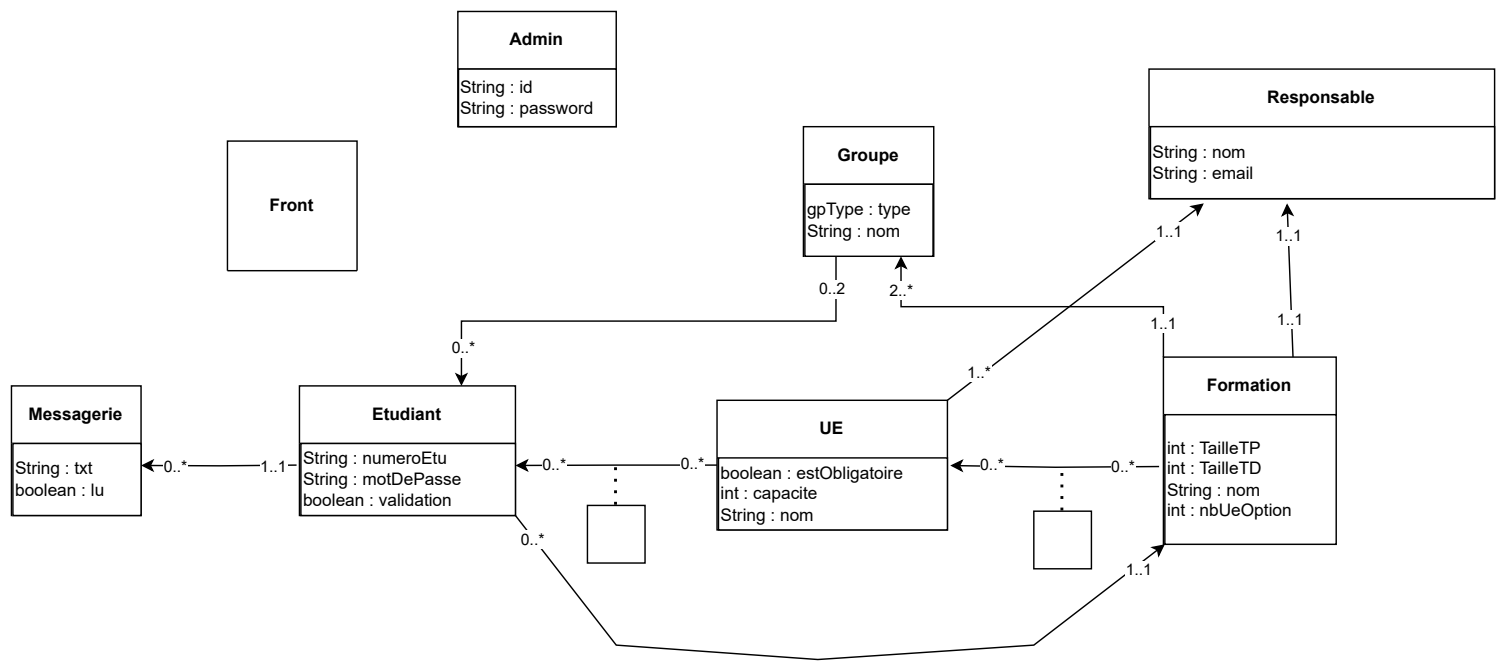 Admin
String : id
String : password
Responsable
String : nom
String : email
Groupe
gpType : type
String : nom
Front
1..1
1..1
0..2
2..*
1..1
1..1
0..*
1..*
Messagerie
String : txt
boolean : lu
0..*
1..1
Etudiant
String : numeroEtu
String : motDePasse
boolean : validation
0..*
0..*
UE
boolean : estObligatoire
int : capacite
String : nom
0..*
0..*
Formation
int : TailleTP
int : TailleTD
String : nom
int : nbUeOption
0..*
1..1